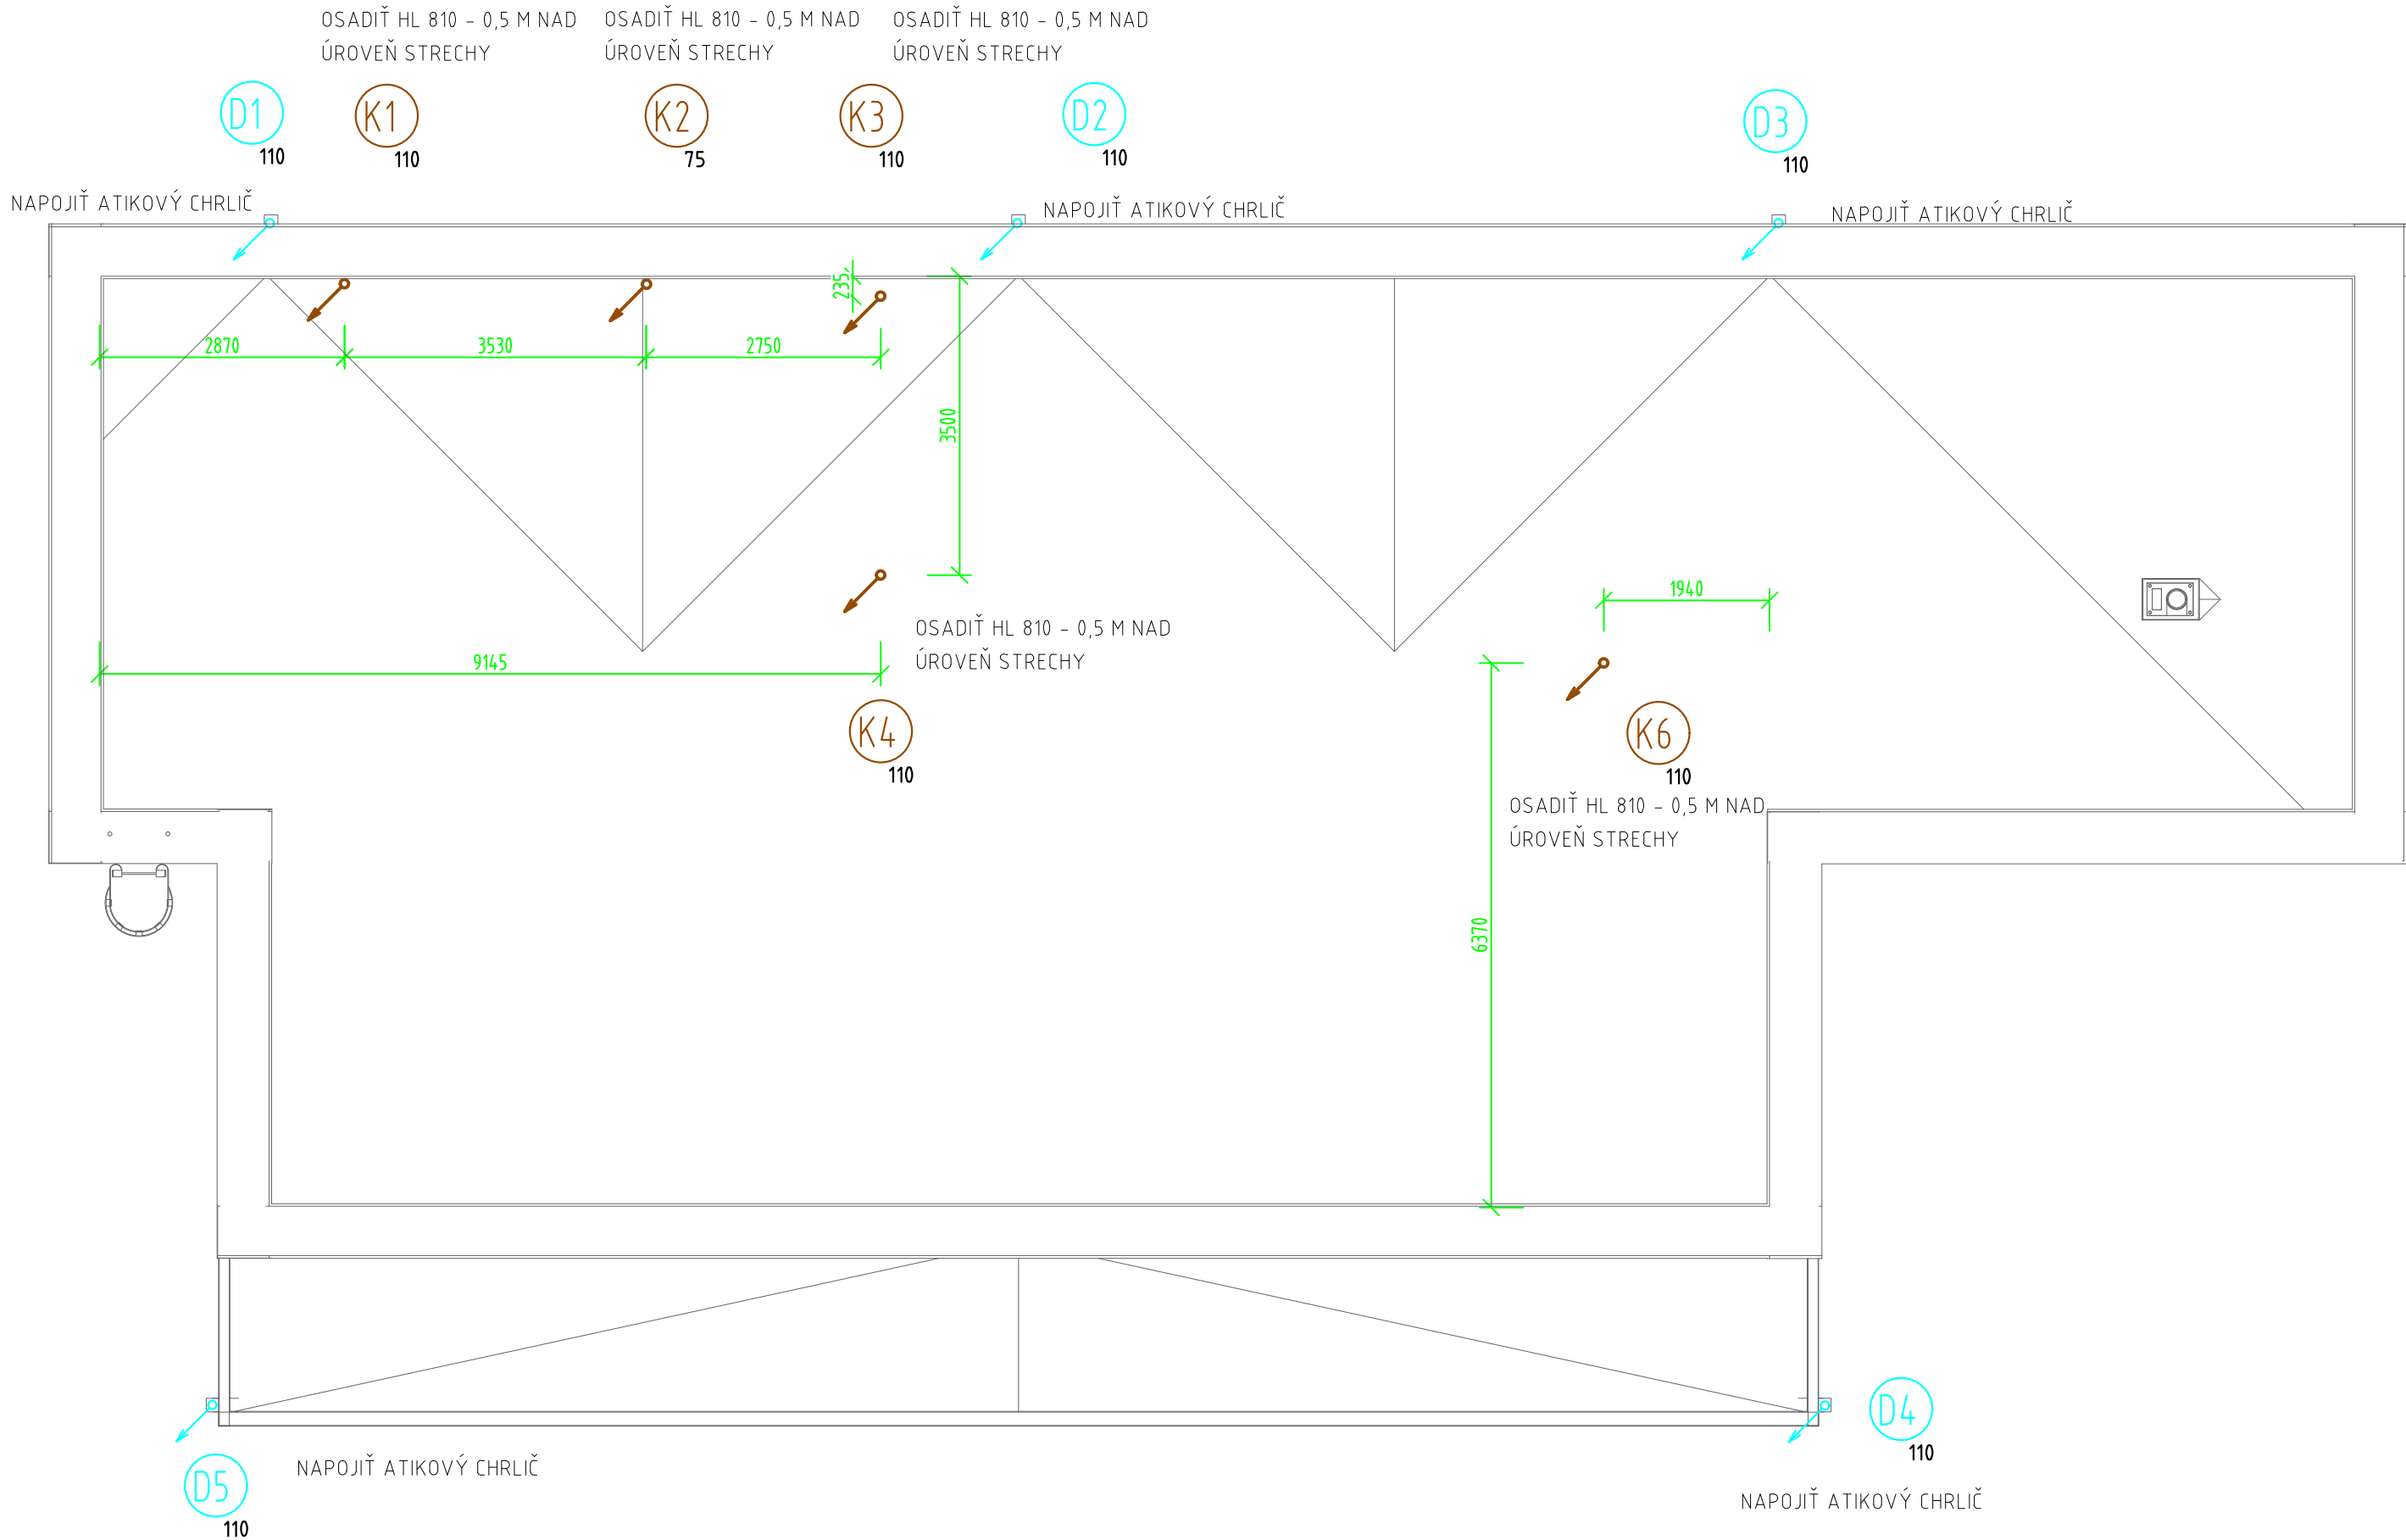 OSADIŤ HL 810 - 0,5 M NAD
ÚROVEŇ STRECHY
OSADIŤ HL 810 - 0,5 M NAD
ÚROVEŇ STRECHY
OSADIŤ HL 810 - 0,5 M NAD
ÚROVEŇ STRECHY
D1
110
K1
110
K2
75
K3
110
D2
110
D3
110
NAPOJIŤ ATIKOVÝ CHRLIČ
NAPOJIŤ ATIKOVÝ CHRLIČ
NAPOJIŤ ATIKOVÝ CHRLIČ
235
2870
3530
2750
3500
1940
OSADIŤ HL 810 - 0,5 M NAD
ÚROVEŇ STRECHY
9145
K4
110
K6
110
OSADIŤ HL 810 - 0,5 M NAD
ÚROVEŇ STRECHY
6370
D4
110
NAPOJIŤ ATIKOVÝ CHRLIČ
D5
110
NAPOJIŤ ATIKOVÝ CHRLIČ